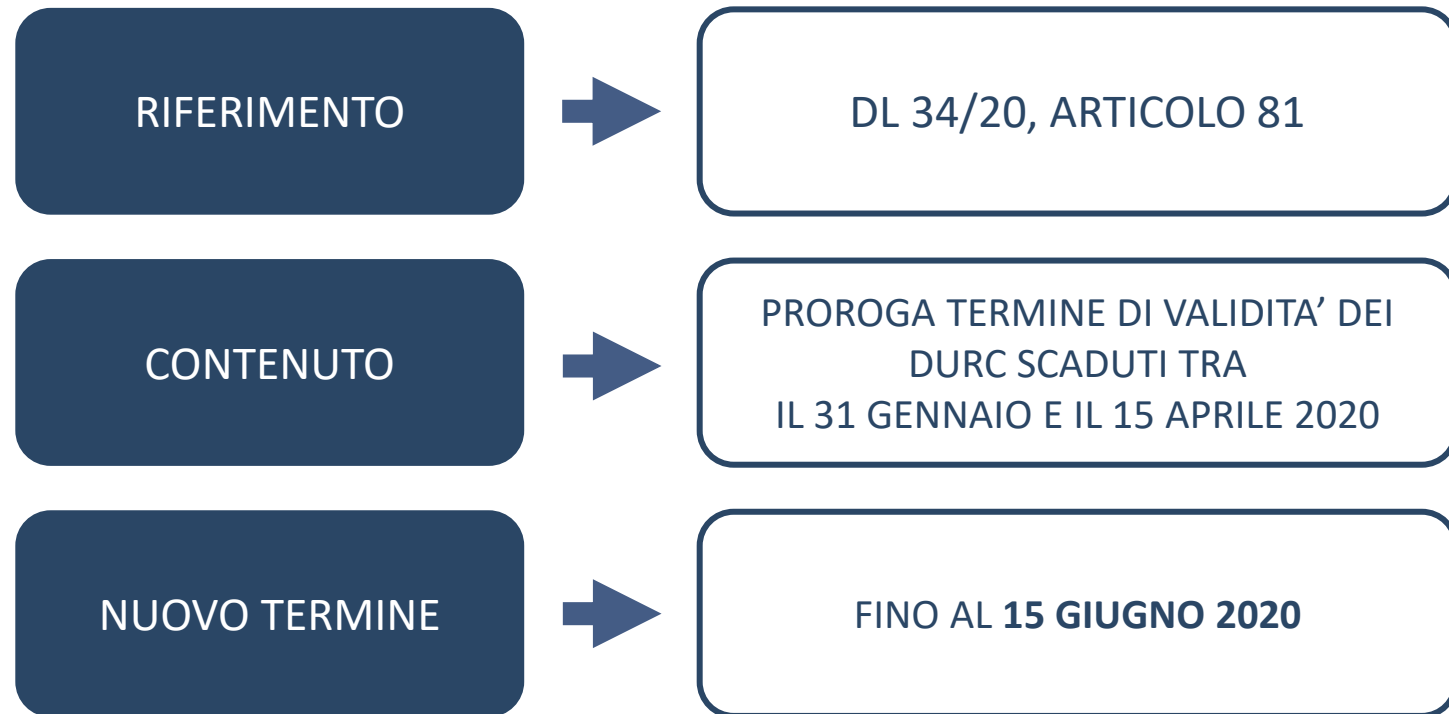 RIFERIMENTO
DL 34/20, ARTICOLO 81
CONTENUTO
PROROGA TERMINE DI VALIDITA’ DEI
DURC SCADUTI TRA
IL 31 GENNAIO E IL 15 APRILE 2020
NUOVO TERMINE
FINO AL 15 GIUGNO 2020